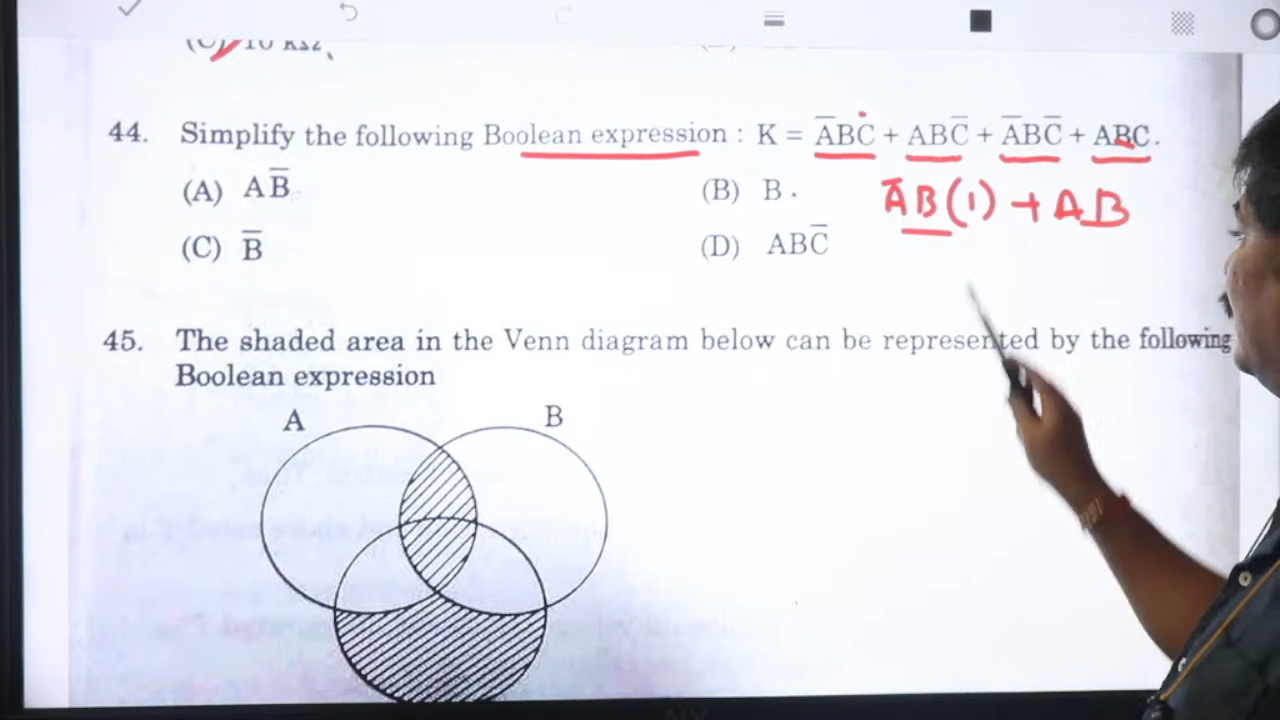 44. Simplify the following Boolean expression : K = A̅BC + ABC̅ + A̅BC̅ + ABC.
(A) AB̅
(B) B.
A̅B(1) + AB
(C) B̅
(D) ABC̅
45. The shaded area in the Venn diagram below can be represented by the following
Boolean expression
A
B